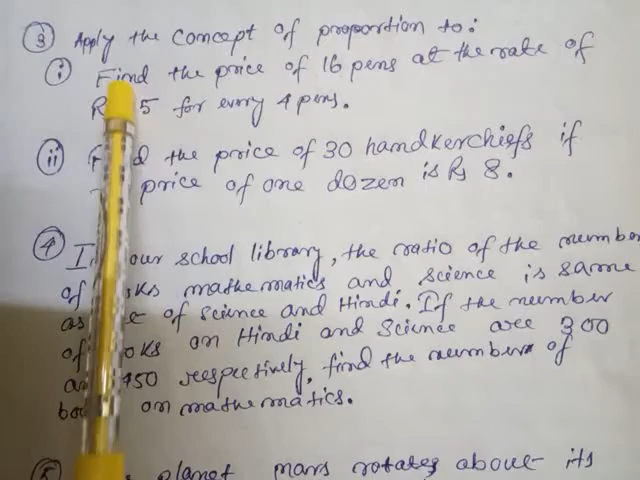 ③ Apply the concept of proportion to:
ⓘ Find the price of 16 pens at the rate of
5 for every 4 pens.
ⓘⓘ the price of 30 handkerchiefs if
price of one dozen is Rs 8.
④ our school library, the ratio of the number
of mathematics and science is same
as of science and Hindi. If the number
of on Hindi and science are 300
450 respectively, find the number of
on mathematics.
planet mars rotates about its